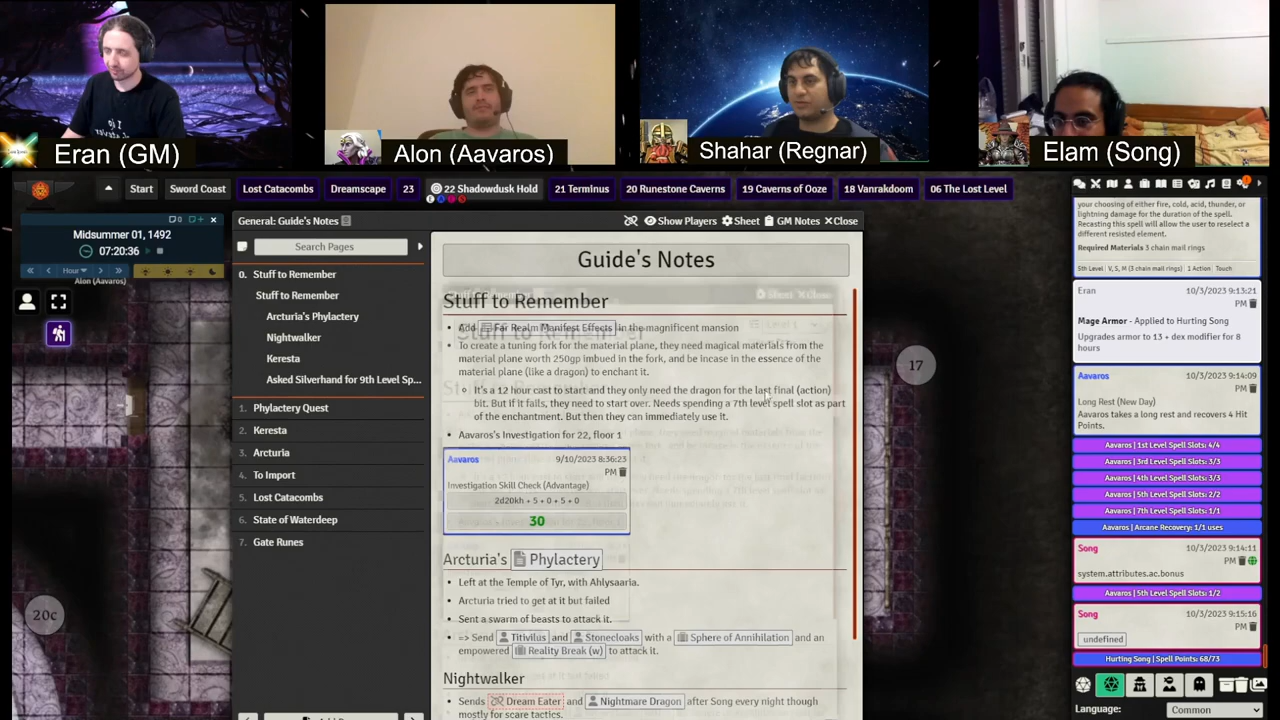 Eran (GM)
Alon (Aavaros)
Shahar (Regnar)
Elam (Song)
Start
Sword Coast
Lost Catacombs
Dreamscape
23
22 Shadowdusk Hold
21 Terminus
20 Runestone Caverns
19 Caverns of Ooze
18 Vanrakdoom
06 The Lost Level
Midsummer 01, 1492
07:20:36
Hour
Alon (Aavaros)
General: Guide's Notes
Show Players
Sheet
GM Notes
Close
Search Pages
0. Stuff to Remember
Stuff to Remember
Arcturia's Phylactery
Nightwalker
Keresta
Asked Silverhand for 9th Level Sp...
1. Phylactery Quest
2. Keresta
3. Arcturia
4. To Import
5. Lost Catacombs
6. State of Waterdeep
7. Gate Runes
Guide's Notes
Stuff to Remember
Add Far Realm Manifest Effects in the magnificent mansion
To create a tuning fork for the material plane, they need magical materials from the
material plane worth 250gp imbued in the fork, and be incase in the essence of the
material plane (like a dragon) to enchant it.
It's a 12 hour cast to start and they only need the dragon for the last final (action)
bit. But if it fails, they need to start over. Needs spending a 7th level spell slot as part
of the enchantment. But then they can immediately use it.
Aavaros's Investigation for 22, floor 1
Aavaros 9/10/2023 8:36:23
PM
Investigation Skill Check (Advantage)
2d20kh + 5 + 0 + 5 + 0
30
Arcturia's Phylactery
Left at the Temple of Tyr, with Ahlysaaria.
Arcturia tried to get at it but failed
Sent a swarm of beasts to attack it.
=> Send Titivilus and Stonecloaks with a Sphere of Annihilation and an
empowered Reality Break (w) to attack it.
Nightwalker
Sends Dream Eater and Nightmare Dragon after Song every night though
mostly for scare tactics.
17
20c
your choosing of either fire, cold, acid, thunder, or
lightning damage for the duration of the spell.
Recasting this spell will allow the user to reselect a
different resisted element.
Required Materials 3 chain mail rings
5th Level | V, S, M (3 chain mail rings) | 1 Action | Touch
Eran 10/3/2023 9:13:21
PM
Mage Armor - Applied to Hurting Song
Upgrades armor to 13 + dex modifier for 8
hours
Aavaros 10/3/2023 9:14:09
PM
Long Rest (New Day)
Aavaros takes a long rest and recovers 4 Hit
Points.
Aavaros | 1st Level Spell Slots: 4/4
Aavaros | 3rd Level Spell Slots: 3/3
Aavaros | 4th Level Spell Slots: 3/3
Aavaros | 5th Level Spell Slots: 2/2
Aavaros | 7th Level Spell Slots: 1/1
Aavaros | Arcane Recovery: 1/1 uses
Song 10/3/2023 9:14:11
PM
system.attributes.ac.bonus
Aavaros | 5th Level Spell Slots: 1/2
Song 10/3/2023 9:15:16
PM
undefined
Hurting Song | Spell Points: 68/73
Language: Common